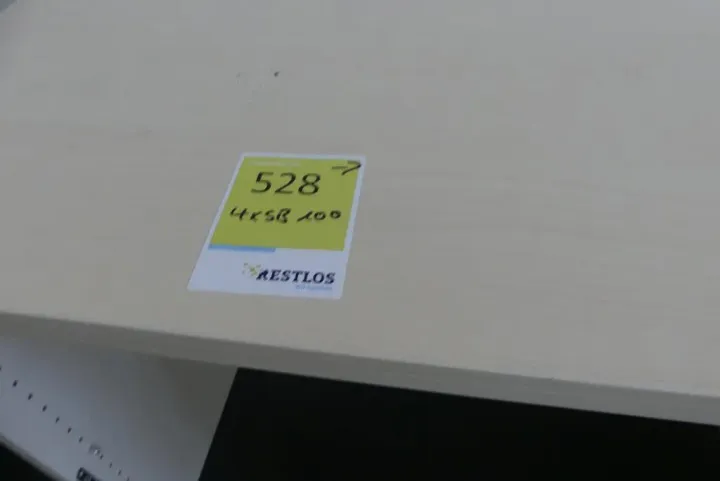 528 →
4xSB 100
RESTLOS